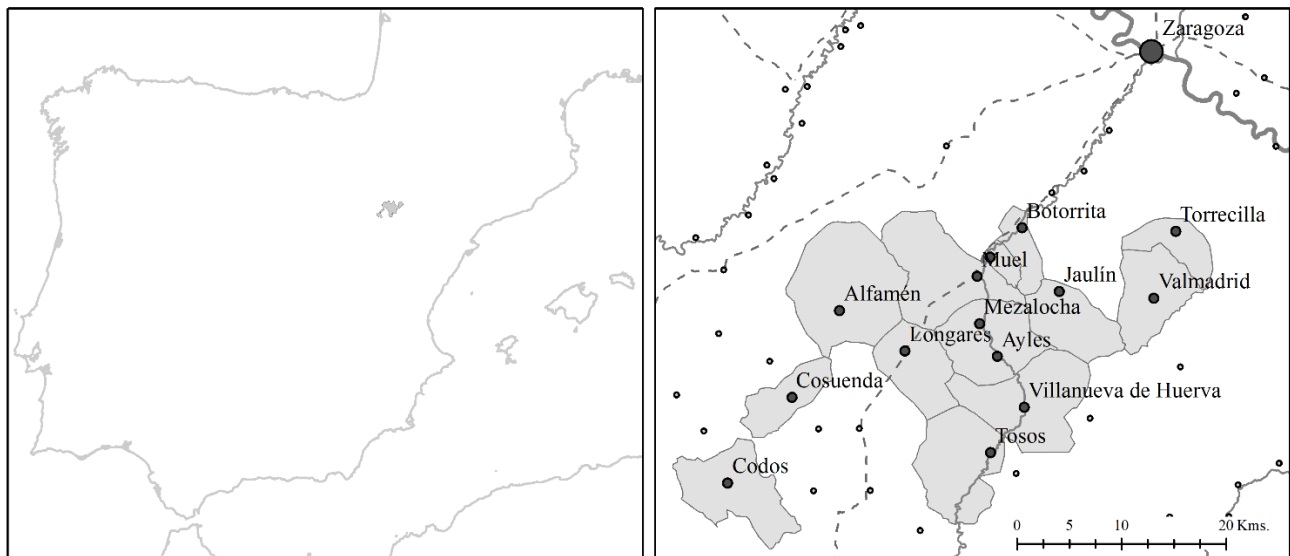 Zaragoza
Botorrita
Torrecilla
Muel
Jaulín
Valmadrid
Alfamén
Mezalocha
Longares
Ayles
Cosuenda
Villanueva de Huerva
Tosos
Codos
0 5 10 20 Kms.